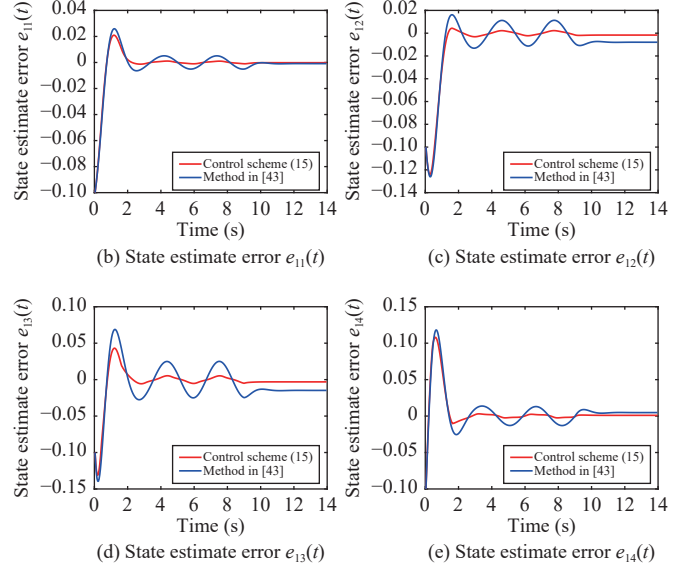 State estimate error e11(t)
0.04
0.02
0
−0.02
−0.04
−0.06
−0.08
−0.10
Control scheme (15)
Method in [43]
0 2 4 6 8 10 12 14
Time (s)
(b) State estimate error e11(t)
State estimate error e12(t)
0.02
0
−0.02
−0.04
−0.06
−0.08
−0.10
−0.12
−0.14
Control scheme (15)
Method in [43]
0 2 4 6 8 10 12 14
Time (s)
(c) State estimate error e12(t)
State estimate error e13(t)
0.10
0.05
0
−0.05
−0.10
−0.15
Control scheme (15)
Method in [43]
0 2 4 6 8 10 12 14
Time (s)
(d) State estimate error e13(t)
State estimate error e14(t)
0.15
0.10
0.05
0
−0.05
0.10
Control scheme (15)
Method in [43]
0 2 4 6 8 10 12 14
Time (s)
(e) State estimate error e14(t)